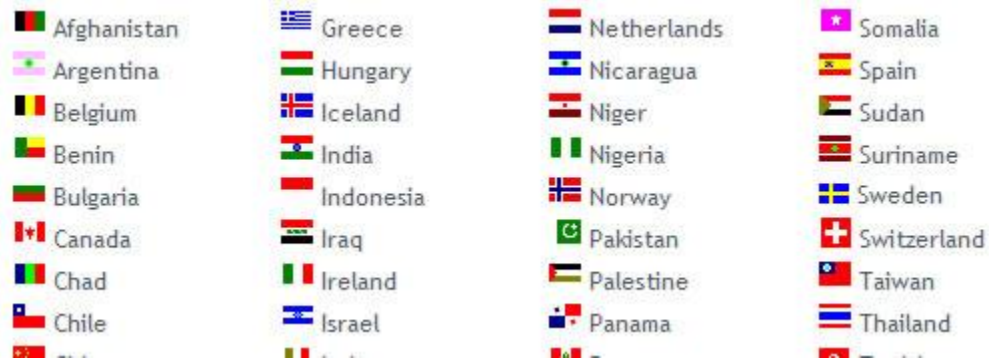 Afghanistan
Argentina
Belgium
Benin
Bulgaria
Canada
Chad
Chile
Greece
Hungary
Iceland
India
Indonesia
Iraq
Ireland
Israel
Netherlands
Nicaragua
Niger
Nigeria
Norway
Pakistan
Palestine
Panama
Somalia
Spain
Sudan
Suriname
Sweden
Switzerland
Taiwan
Thailand